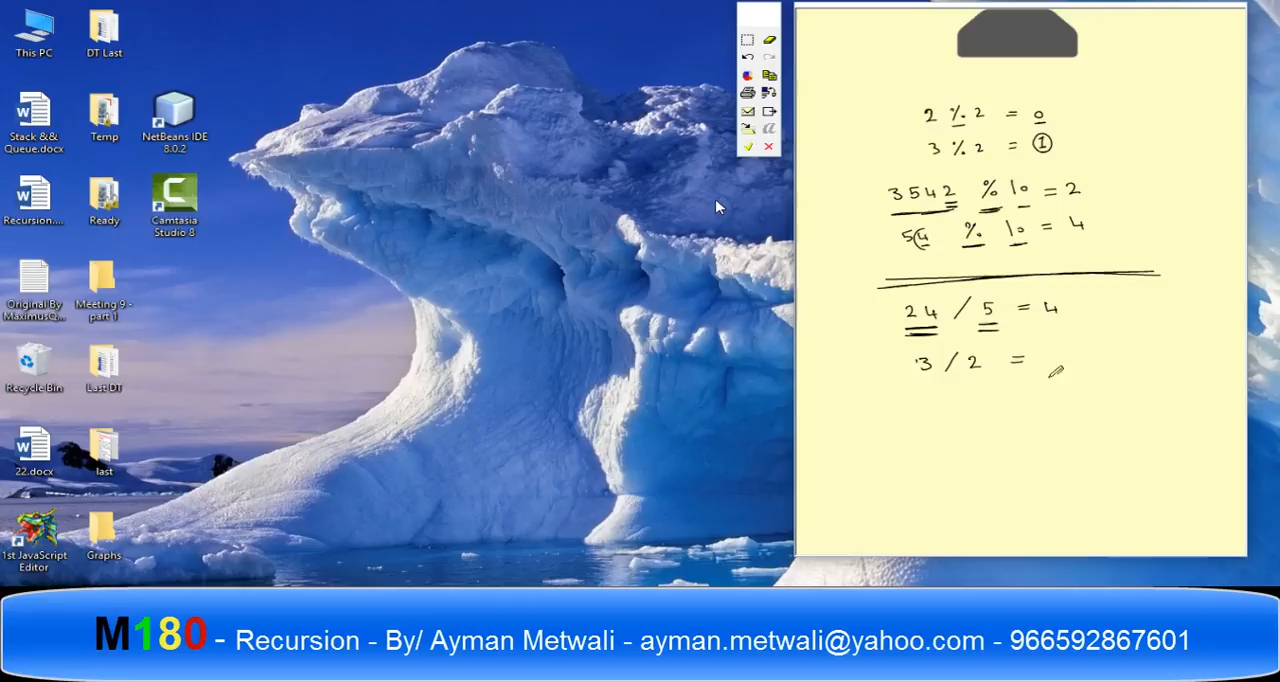 This PC
DT Last
Stack &&
Queue.docx
Temp
NetBeans IDE
8.0.2
Recursion....
Ready
Camtasia
Studio 8
Original By
MaximusQ...
Meeting 9 -
part 1
Recycle Bin
Last DT
22.docx
last
1st JavaScript
Editor
Graphs
2 % 2 = 0
3 % 2 = 1
3542 % 10 = 2
54 % 10 = 4
24 / 5 = 4
3 / 2 =
M180 - Recursion - By/ Ayman Metwali - ayman.metwali@yahoo.com - 966592867601